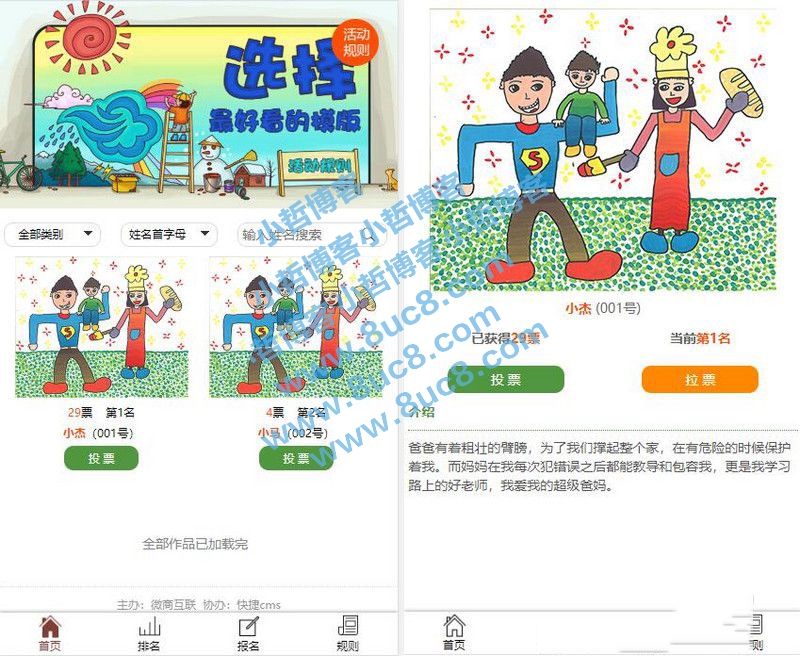 活动
规则
选择
最好看的模版
活动规则
全部类别
姓名首字母
输入姓名搜索
S
S
29票 第1名
4票 第2名
小杰 (001号)
小马 (002号)
投票
投票
全部作品已加载完
主办：微商互联 协办：快捷cms
首页
排名
报名
规则
S
小杰 (001号)
已获得29票
当前第1名
投票
拉票
介绍
爸爸有着粗壮的臂膀，为了我们撑起整个家，在有危险的时候保护
着我。而妈妈在我每次犯错误之后都能教导和包容我，更是我学习
路上的好老师，我爱我的超级爸妈。
首页
则
小哲博客小哲博客
小哲博客小哲博客
www.8uc8.com
www.8uc8.com